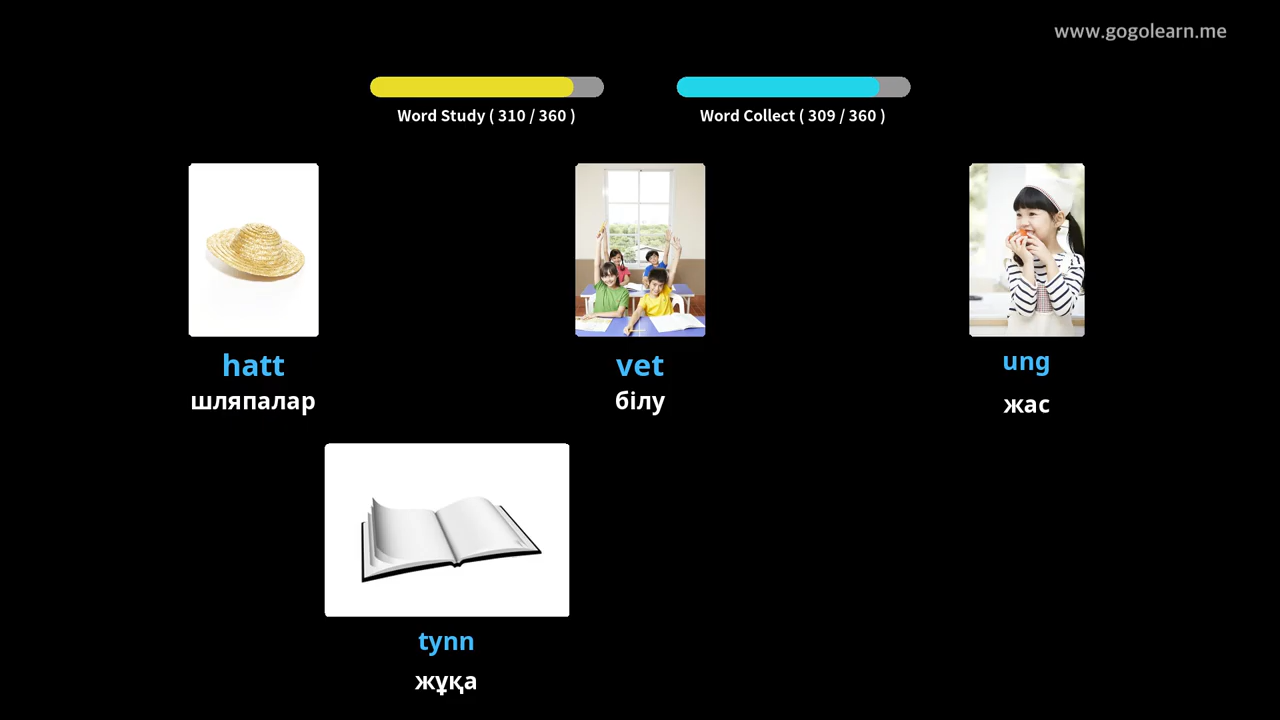 www.gogolearn.me
Word Study ( 310 / 360 )
Word Collect ( 309 / 360 )
hatt
шляпалар
vet
білу
ung
жас
tynn
жұқа